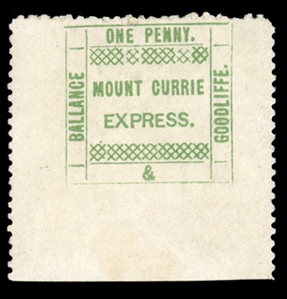 ONE PENNY.
BALLANCE
MOUNT CURRIE
EXPRESS.
&
GOODLIFFE.